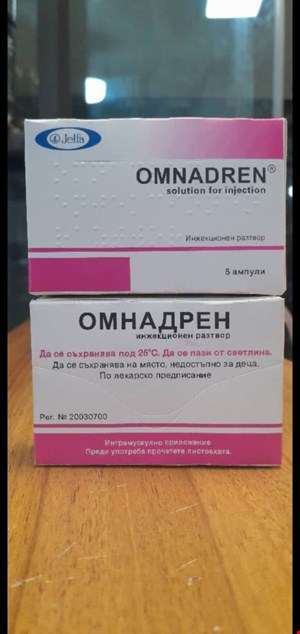 Jelfa
OMNADREN®
solution for injection
Инжекционен разтвор
5 ампули
ОМНАДРЕН
инжекционен разтвор
Да се съхранява под 25°C. Да се пази от светлина.
Да се съхранява на място, недостъпно за деца.
По лекарско предписание
Рег. № 20030700
Интрамускулно приложение
Преди употреба прочетете листовката.